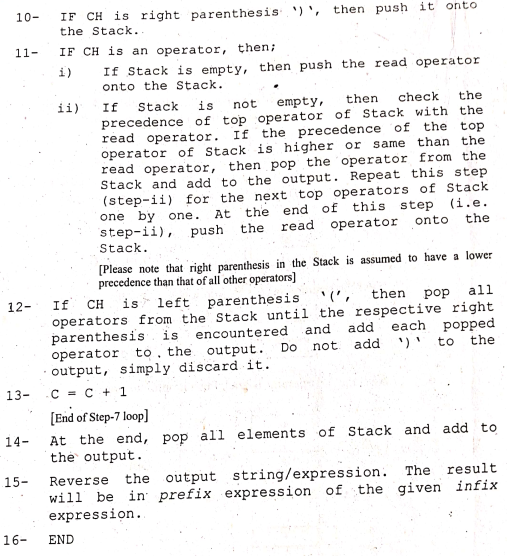 10- IF CH is right parenthesis ')', then push it onto
the Stack.
11- IF CH is an operator, then;
i) If Stack is empty, then push the read operator
onto the Stack.
ii) If Stack is not empty, then check the
precedence of top operator of Stack with the
read operator. If the precedence of the top
operator of Stack is higher or same than the
read operator, then pop the operator from the
Stack and add to the output. Repeat this step
(step-ii) for the next top operators of Stack
one by one. At the end of this step (i.e.
step-ii), push the read operator onto the
Stack.
[Please note that right parenthesis in the Stack is assumed to have a lower
precedence than that of all other operators]
12- If CH is left parenthesis '(', then pop all
operators from the Stack until the respective right
parenthesis is encountered and add each popped
operator to the output. Do not add ')' to the
output, simply discard it.
13- C = C + 1
[End of Step-7 loop]
14- At the end, pop all elements of Stack and add to
the output.
15- Reverse the output string/expression. The result
will be in prefix expression of the given infix
expression.
16- END